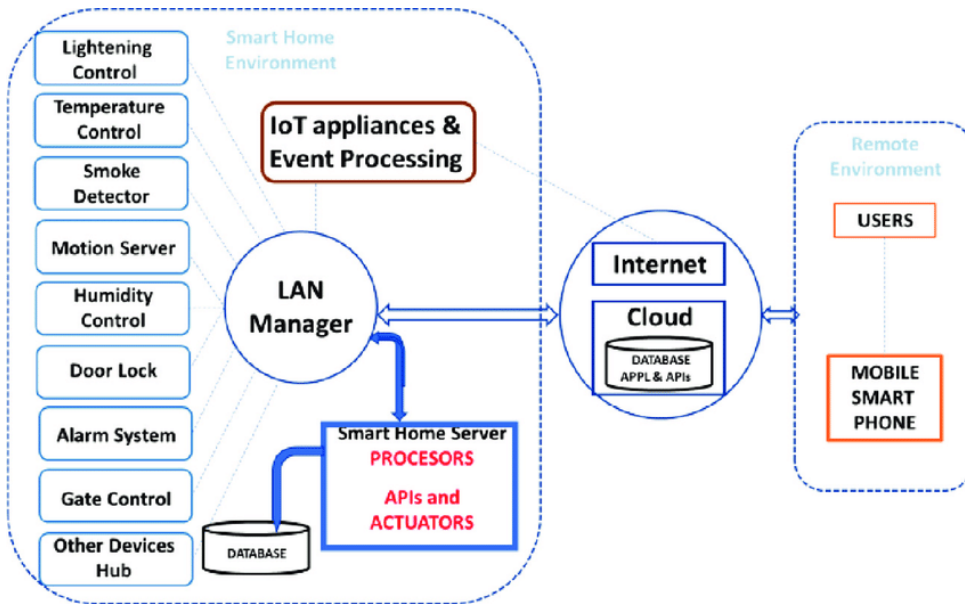 Smart Home
Environment
Lightening
Control
Temperature
Control
Smoke
Detector
Motion Server
Humidity
Control
Door Lock
Alarm System
Gate Control
Other Devices
Hub
IoT appliances &
Event Processing
LAN
Manager
Smart Home Server
PROCESORS
APIs and
ACTUATORS
DATABASE
Internet
Cloud
DATABASE
APPL & APIs
Remote
Environment
USERS
MOBILE
SMART
PHONE